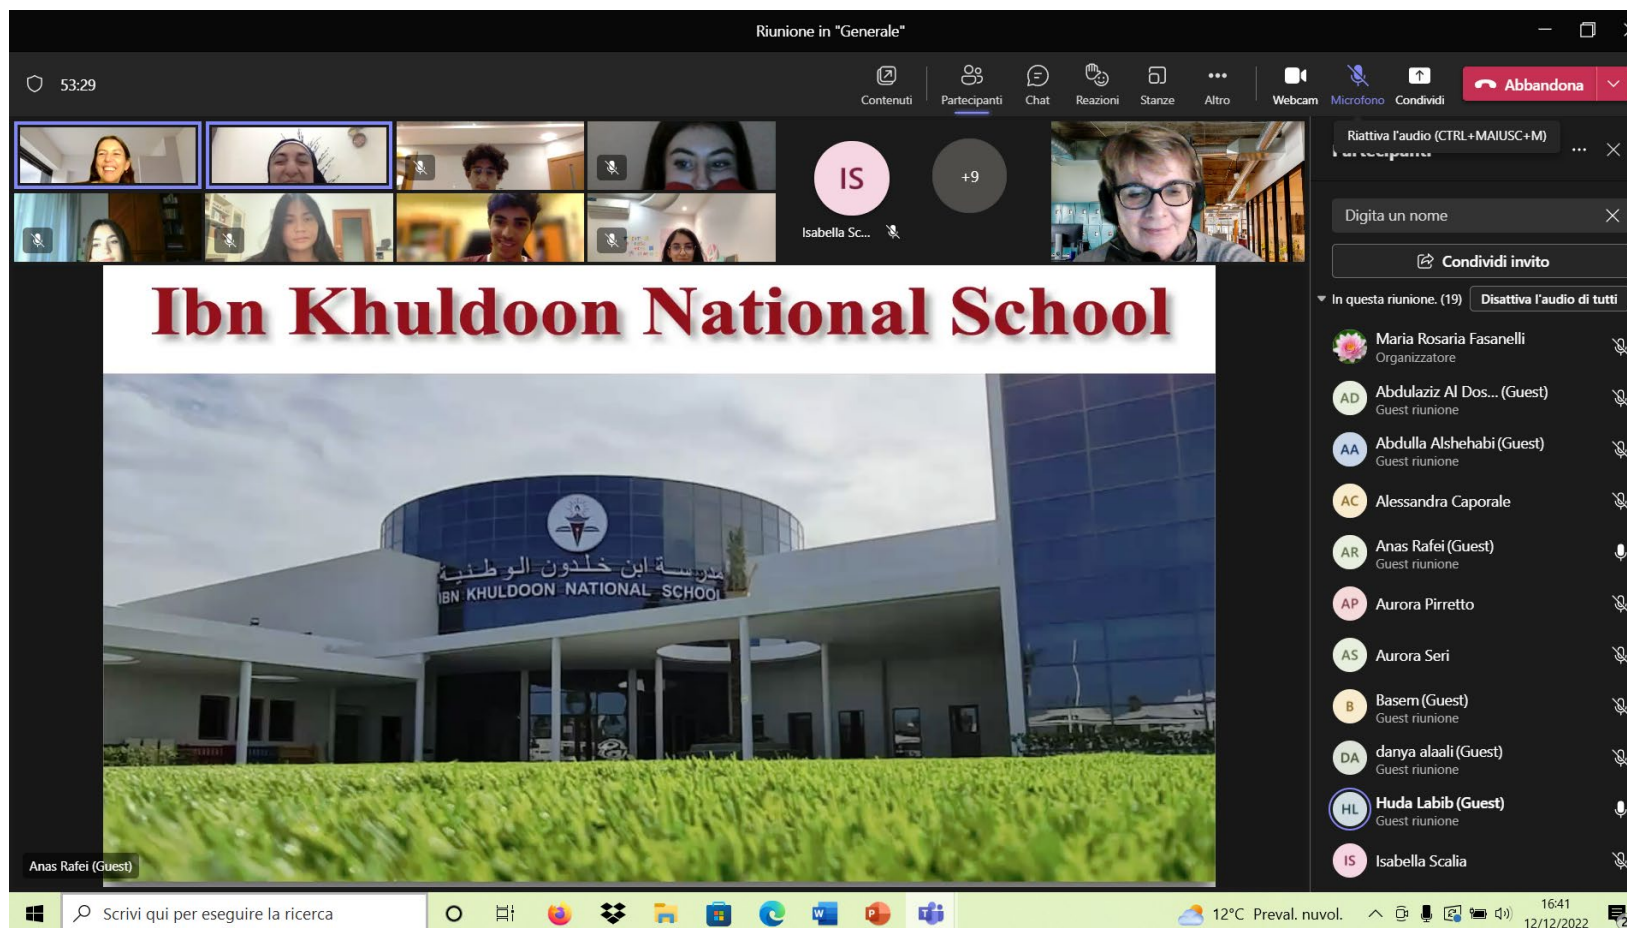 Riunione in "Generale"
53:29
Contenuti
Partecipanti
Chat
Reazioni
Stanze
Altro
Webcam
Microfono
Condividi
Abbandona
Riattiva l'audio (CTRL+MAIUSC+M)
Partecipanti
IS
+9
Isabella Sc...
Digita un nome
Condividi invito
In questa riunione. (19)
Disattiva l'audio di tutti
Ibn Khuldoon National School
مدرسة ابن خلدون الوطنية
IBN KHULDOON NATIONAL SCHOOL
Anas Rafei (Guest)
Maria Rosaria Fasanelli
Organizzatore
AD
Abdulaziz Al Dos... (Guest)
Guest riunione
AA
Abdulla Alshehabi (Guest)
Guest riunione
AC
Alessandra Caporale
AR
Anas Rafei (Guest)
Guest riunione
AP
Aurora Pirretto
AS
Aurora Seri
B
Basem (Guest)
Guest riunione
DA
danya alaali (Guest)
Guest riunione
HL
Huda Labib (Guest)
Guest riunione
IS
Isabella Scalia
Scrivi qui per eseguire la ricerca
12°C Preval. nuvol.
16:41
12/12/2022
2